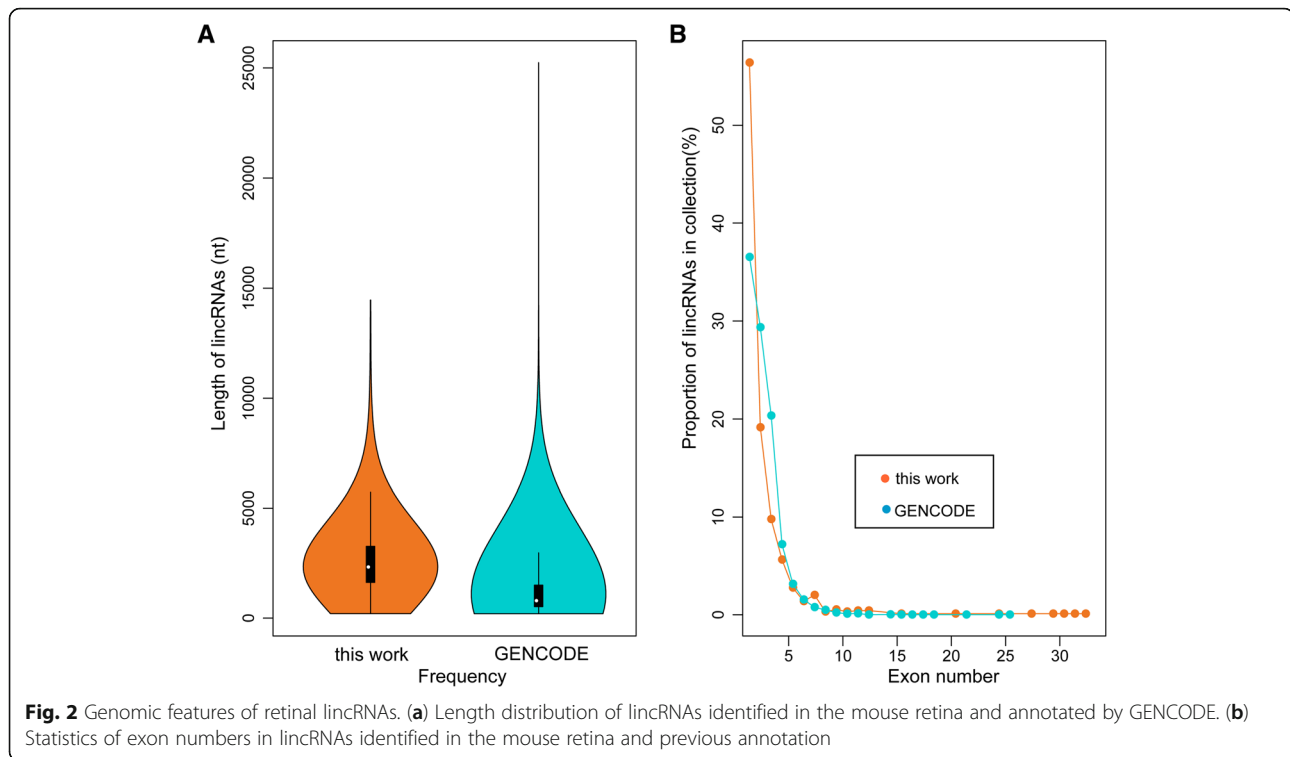 A
B
Length of lincRNAs (nt)
25000
20000
15000
10000
5000
0
this work
GENCODE
Frequency
Proportion of lincRNAs in collection(%)
50
40
30
20
10
0
this work
GENCODE
5
10
15
20
25
30
Exon number
Fig. 2 Genomic features of retinal lincRNAs. (a) Length distribution of lincRNAs identified in the mouse retina and annotated by GENCODE. (b)
Statistics of exon numbers in lincRNAs identified in the mouse retina and previous annotation